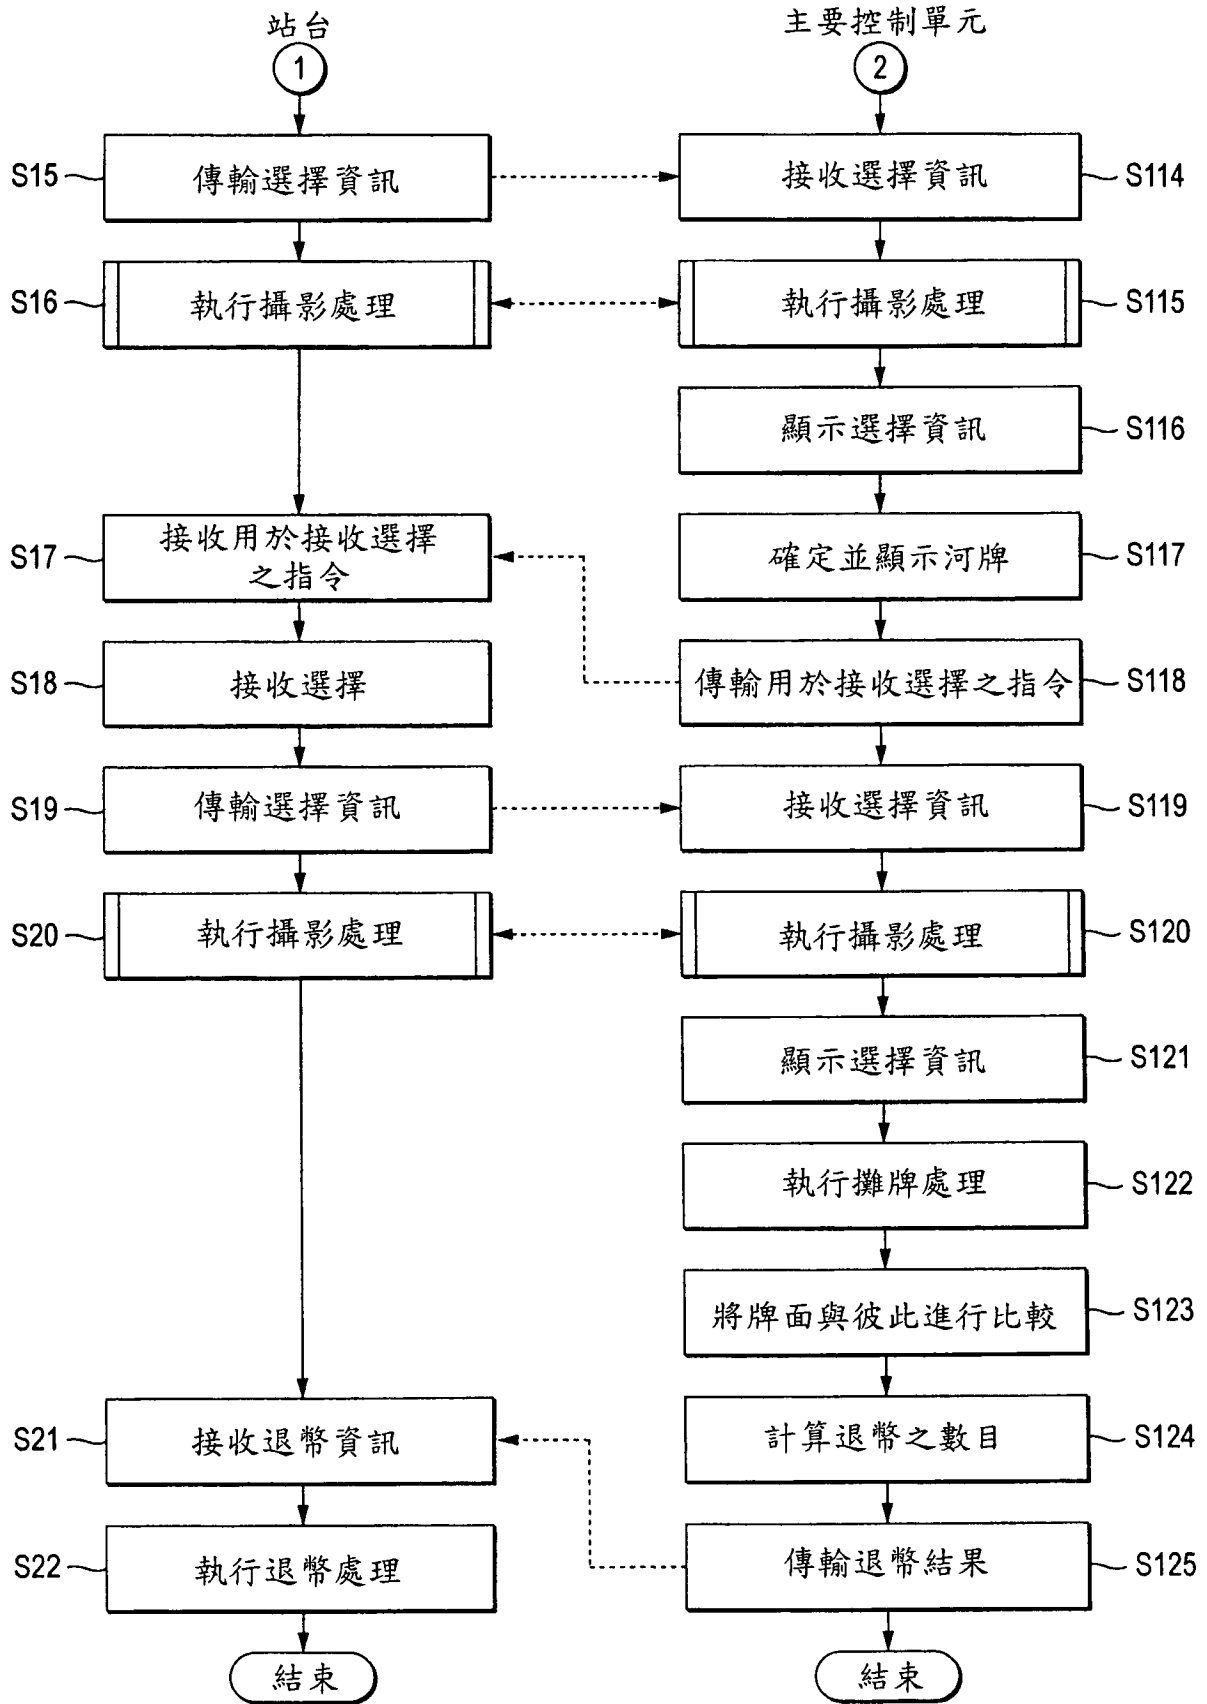 站台
主要控制單元
1
2
S15
傳輸選擇資訊
接收選擇資訊
S114
S16
執行攝影處理
執行攝影處理
S115
顯示選擇資訊
S116
S17
接收用於接收選擇
之指令
確定並顯示河牌
S117
S18
接收選擇
傳輸用於接收選擇之指令
S118
S19
傳輸選擇資訊
接收選擇資訊
S119
S20
執行攝影處理
執行攝影處理
S120
顯示選擇資訊
S121
執行攤牌處理
S122
將牌面與彼此進行比較
S123
S21
接收退幣資訊
計算退幣之數目
S124
S22
執行退幣處理
傳輸退幣結果
S125
結束
結束